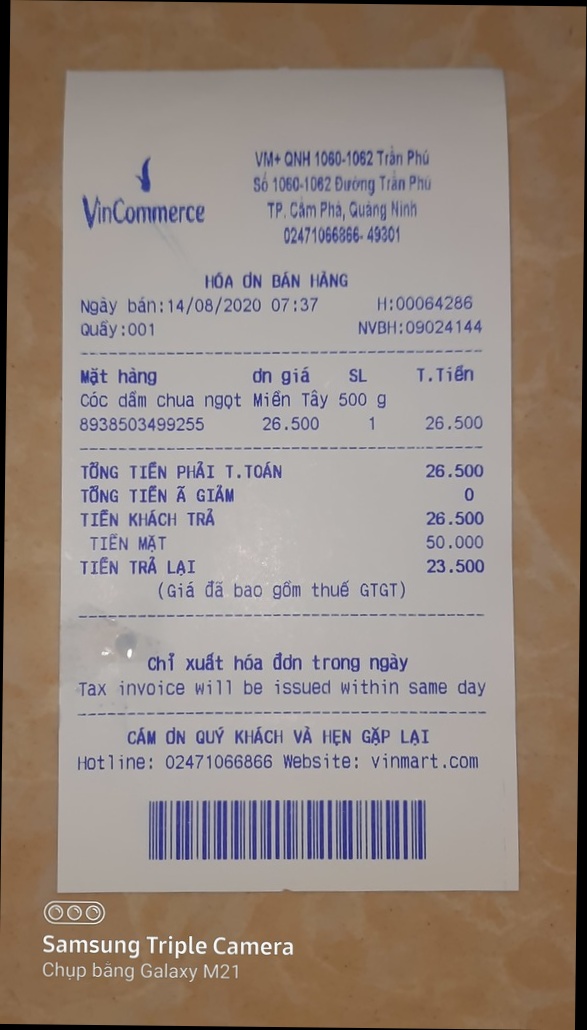 VinCommerce
VM+ QNH 1060-1062 Trần Phú
Số 1060-1062 Đường Trần Phú
TP. Cẩm Phả, Quảng Ninh
02471066866- 49301
HÓA ƠN BÁN HÀNG
Ngày bán:14/08/2020 07:37 H:00064286
Quầy:001 NVBH:09024144
Mặt hàng ơn giá SL T.Tiền
Cóc dầm chua ngọt Miền Tây 500 g
8938503499255 26.500 1 26.500
TỔNG TIỀN PHẢI T.TOÁN 26.500
TỔNG TIỀN Ã GIẢM 0
TIỀN KHÁCH TRẢ 26.500
TIỀN MẶT 50.000
TIỀN TRẢ LẠI 23.500
(Giá đã bao gồm thuế GTGT)
Chỉ xuất hóa đơn trong ngày
Tax invoice will be issued within same day
CẢM ƠN QUÝ KHÁCH VÀ HẸN GẶP LẠI
Hotline: 02471066866 Website: vinmart.com
Samsung Triple Camera
Chụp bằng Galaxy M21